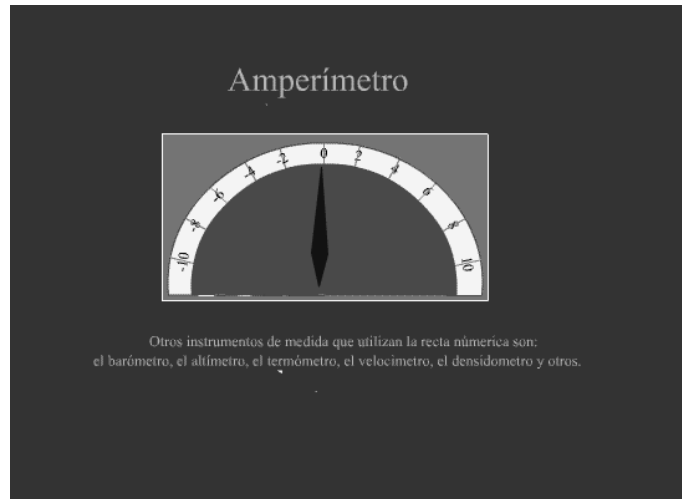 Amperímetro
-10 -8 -6 -4 -2 0 2 4 6 8 10
Otros instrumentos de medida que utilizan la recta númerica son:
el barómetro, el altímetro, el termómetro, el velocimetro, el densidometro y otros.